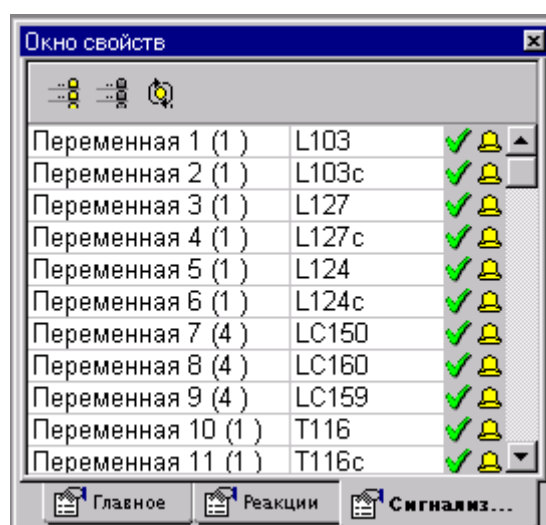 Окно свойств
Переменная 1 (1 ) L103
Переменная 2 (1 ) L103c
Переменная 3 (1 ) L127
Переменная 4 (1 ) L127c
Переменная 5 (1 ) L124
Переменная 6 (1 ) L124c
Переменная 7 (4 ) LC150
Переменная 8 (4 ) LC160
Переменная 9 (4 ) LC159
Переменная 10 (1 ) T116
Переменная 11 (1 ) T116c
Главное Реакции Сигнализ...